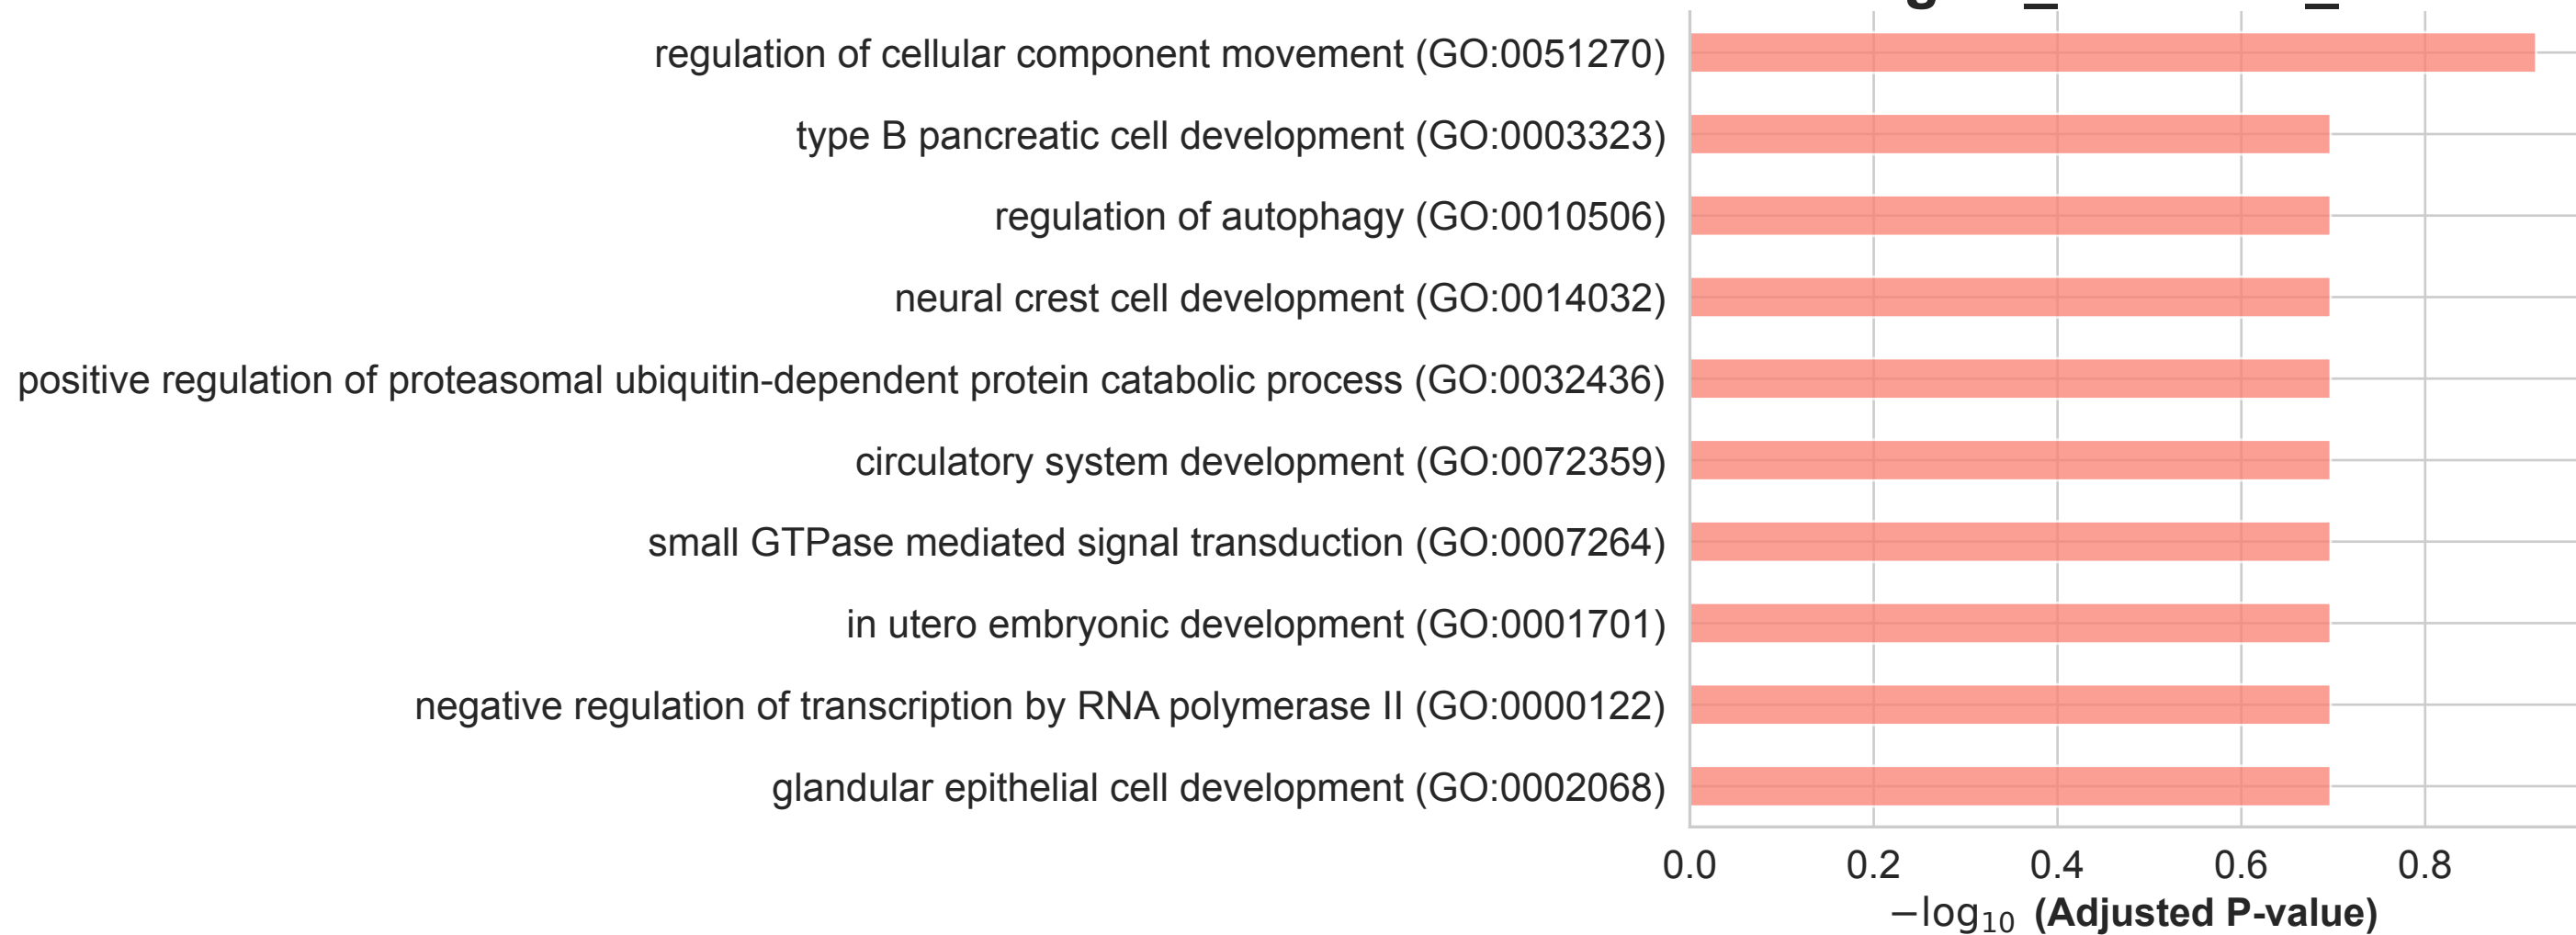 regulation of cellular component movement (GO:0051270)
type B pancreatic cell development (GO:0003323)
regulation of autophagy (GO:0010506)
neural crest cell development (GO:0014032)
positive regulation of proteasomal ubiquitin-dependent protein catabolic process (GO:0032436)
circulatory system development (GO:0072359)
small GTPase mediated signal transduction (GO:0007264)
in utero embryonic development (GO:0001701)
negative regulation of transcription by RNA polymerase II (GO:0000122)
glandular epithelial cell development (GO:0002068)
0.0 0.2 0.4 0.6 0.8
−log₁₀ (Adjusted P-value)